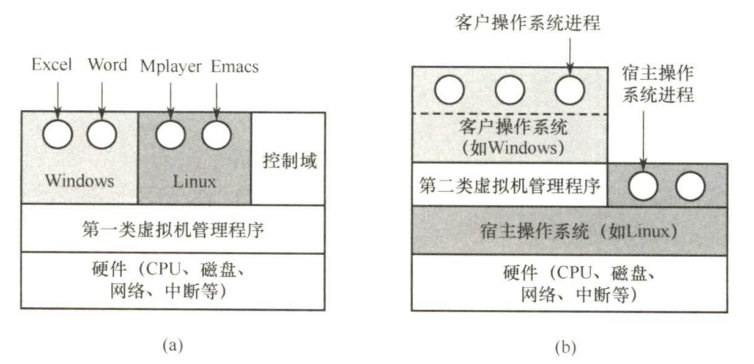 Excel Word Mplayer Emacs
Windows
Linux
控制域
第一类虚拟机管理程序
硬件（CPU、磁盘、
网络、中断等）
(a)
客户操作系统进程
宿主操作
系统进程
客户操作系统
（如Windows）
第二类虚拟机管理程序
宿主操作系统（如Linux）
硬件（CPU、磁盘、
网络、中断等）
(b)